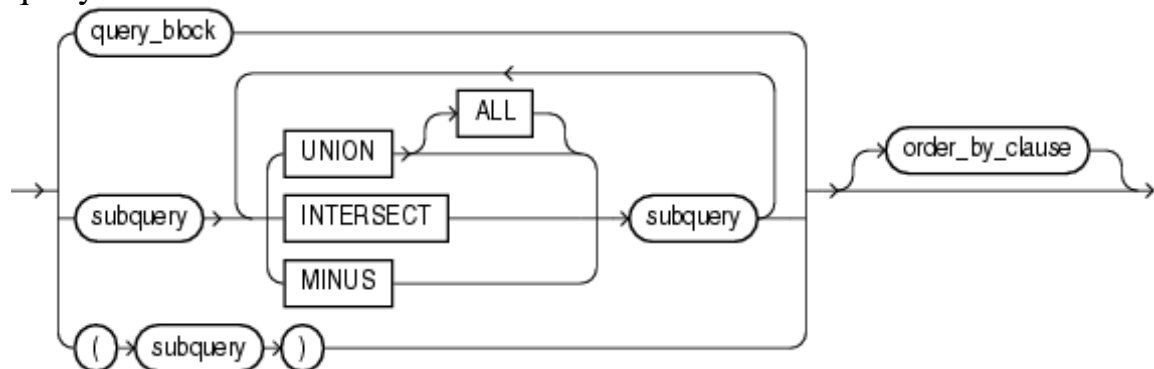 query_block
ALL
UNION
order_by_clause
subquery
INTERSECT
subquery
MINUS
( subquery )